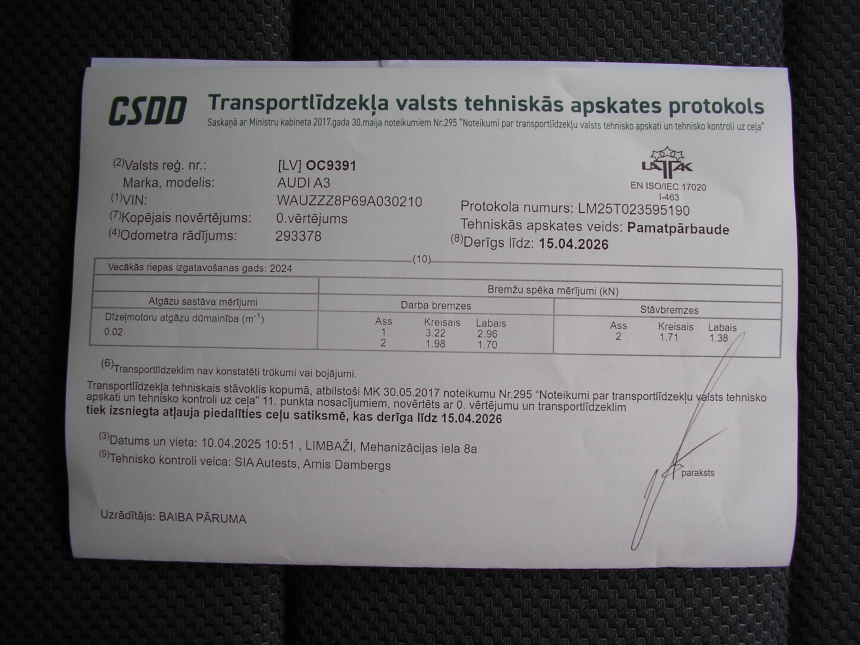 CSDD
Transportlīdzekļa valsts tehniskās apskates protokols
Saskaņā ar Ministru kabineta 2017.gada 30.maija noteikumiem Nr.295 "Noteikumi par transportlīdzekļu valsts tehnisko apskati un tehnisko kontroli uz ceļa"
(2)Valsts reģ. nr.: [LV] OC9391
Marka, modelis: AUDI A3
(1)VIN: WAUZZZ8P69A030210
(7)Kopējais novērtējums: 0.vērtējums
(4)Odometra rādījums: 293378
LATAK
EN ISO/IEC 17020
I-463
Protokola numurs: LM25T023595190
Tehniskās apskates veids: Pamatpārbaude
(8)Derīgs līdz: 15.04.2026
(10)
Vecākās riepas izgatavošanas gads: 2024
Bremžu spēka mērījumi (kN)
Atgāzu sastāva mērījumi Darba bremzes Stāvbremzes
Dīzeļmotoru atgāzu dūmainība (m-1) Ass Kreisais Labais Ass Kreisais Labais
0.02 1 3.22 2.96 2 1.71 1.38
2 1.98 1.70
(6)Transportlīdzeklim nav konstatēti trūkumi vai bojājumi.
Transportlīdzekļa tehniskais stāvoklis kopumā, atbilstoši MK 30.05.2017 noteikumu Nr.295 "Noteikumi par transportlīdzekļu valsts tehnisko
apskati un tehnisko kontroli uz ceļa" 11. punkta nosacījumiem, novērtēts ar 0. vērtējumu un transportlīdzeklim
tiek izsniegta atļauja piedalīties ceļu satiksmē, kas derīga līdz 15.04.2026
(3)Datums un vieta: 10.04.2025 10:51 , LIMBAŽI, Mehanizācijas iela 8a
(9)Tehnisko kontroli veica: SIA Autests, Arnis Dambergs
paraksts
Uzrādītājs: BAIBA PĀRUMA